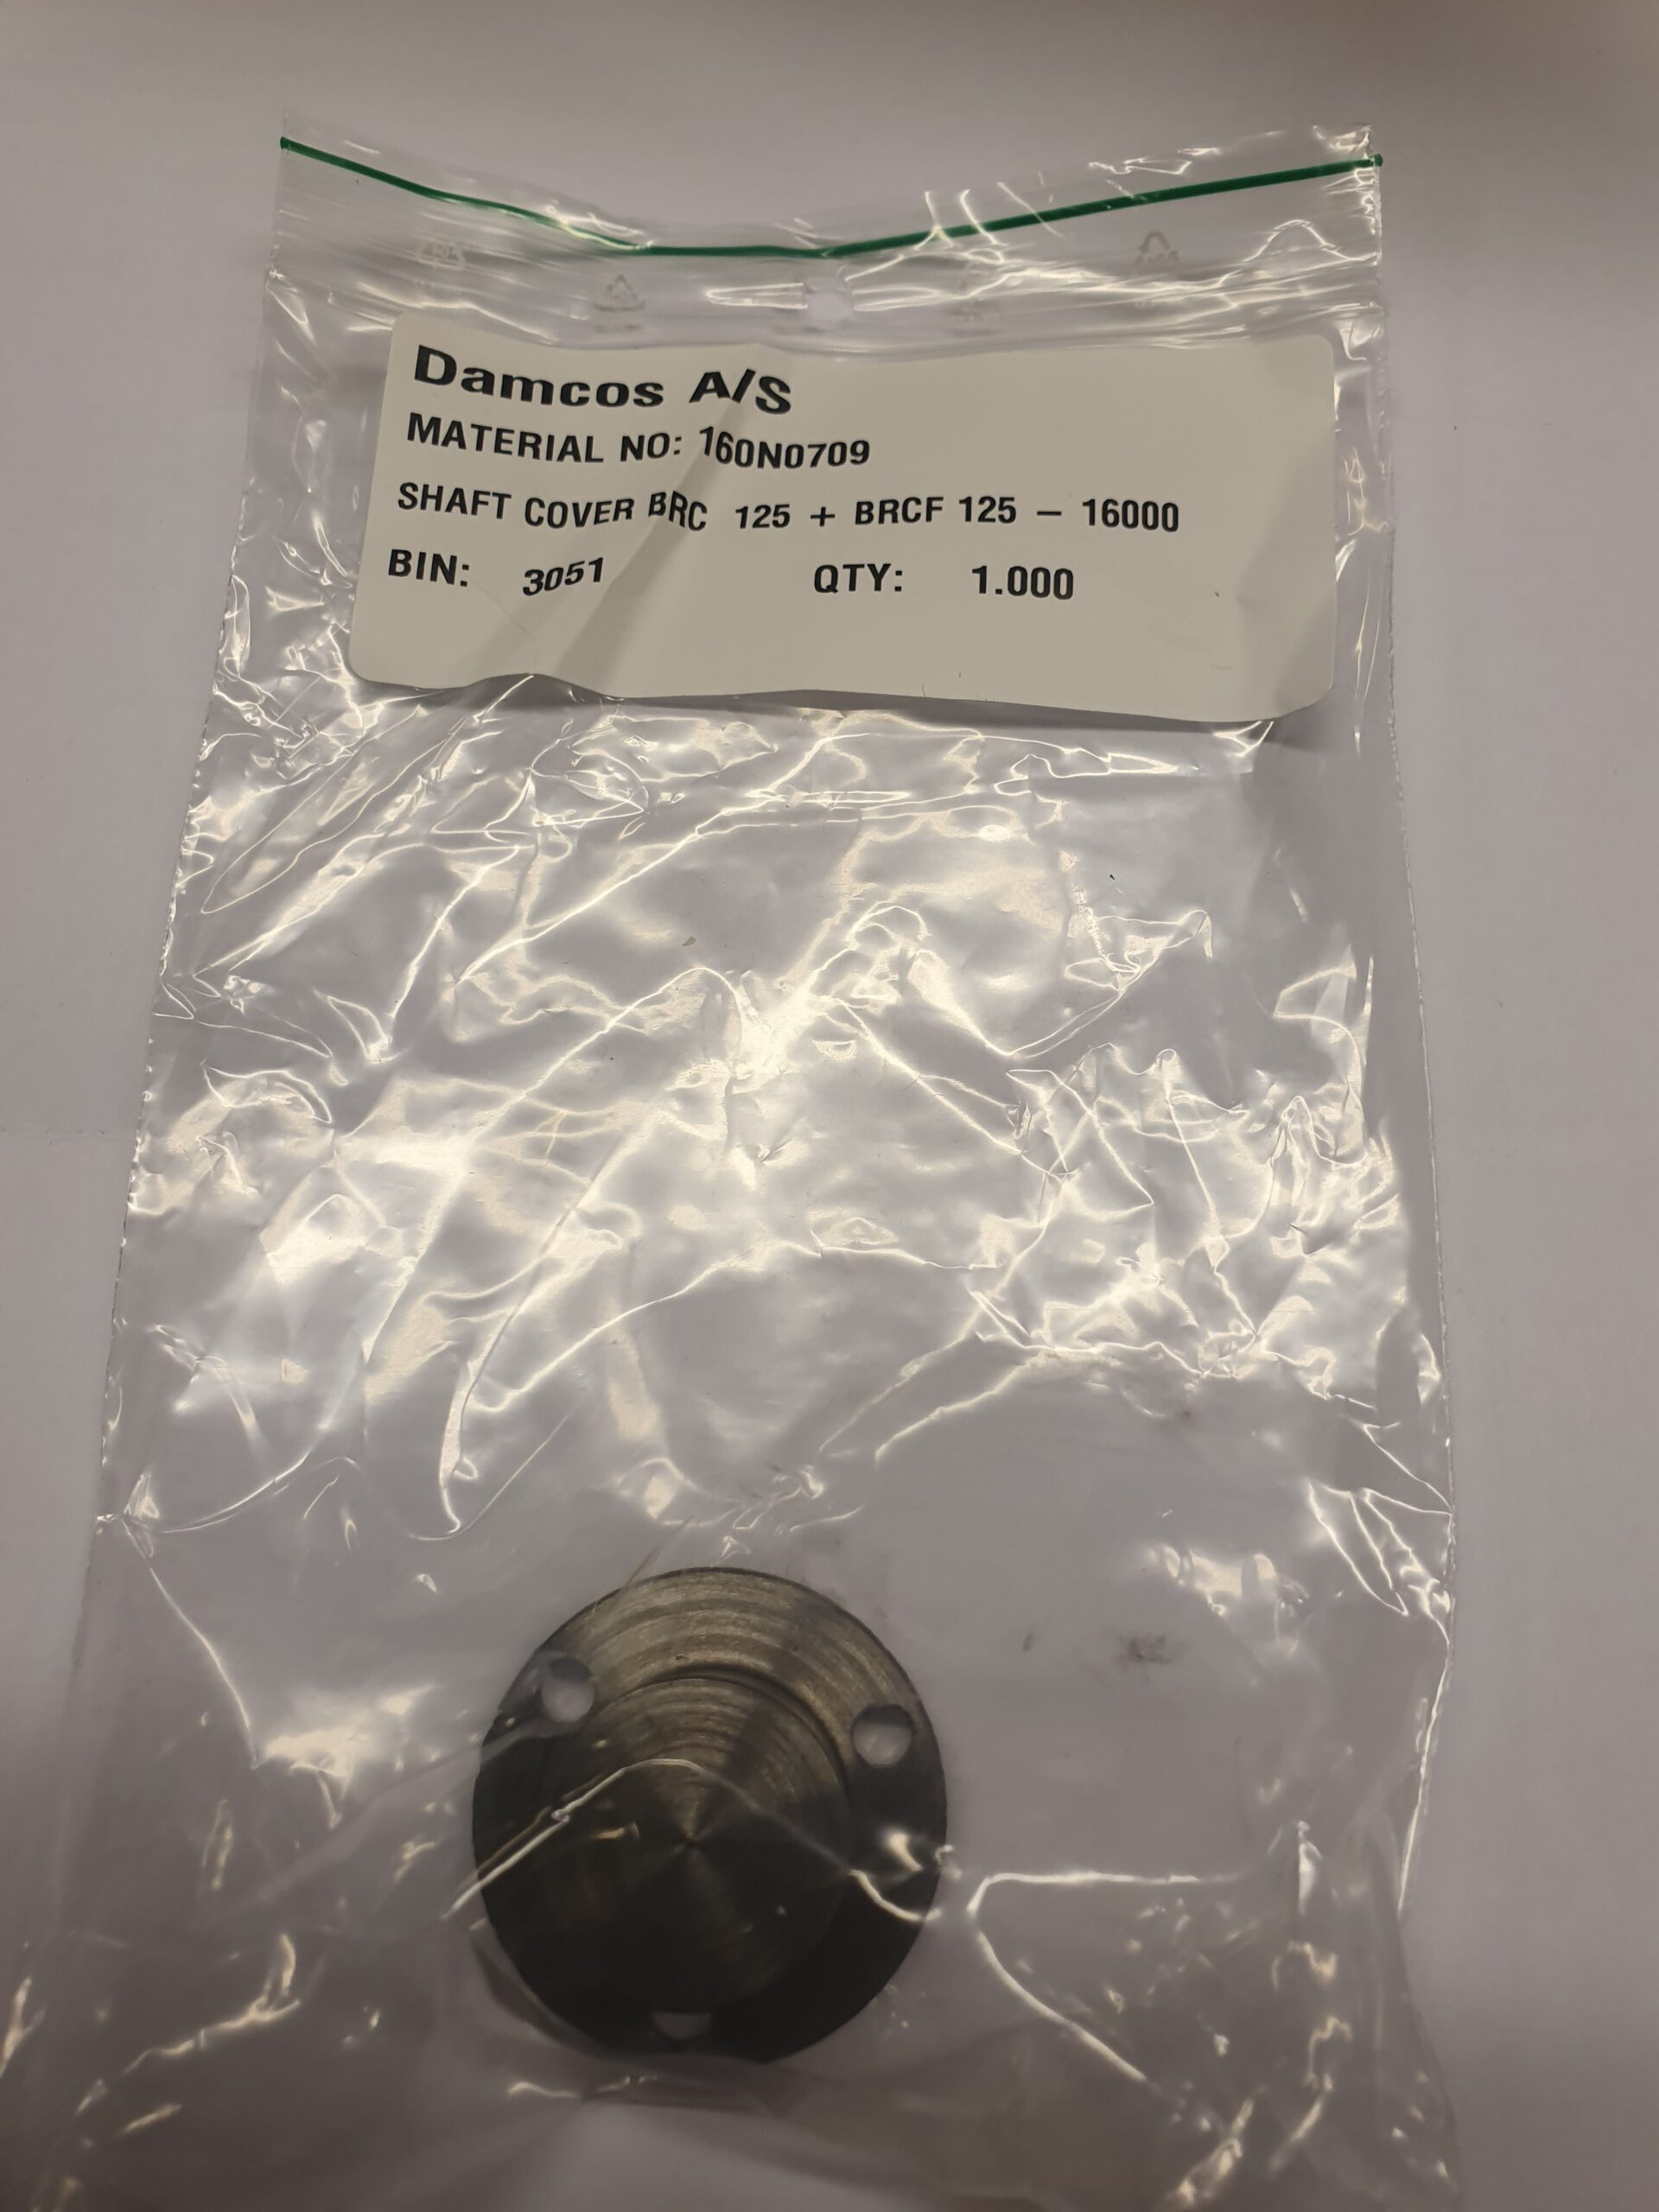 Damcos A/S
MATERIAL NO: 160N0709
SHAFT COVER BRC 125 + BRCF 125 – 16000
BIN: 3051 QTY: 1.000